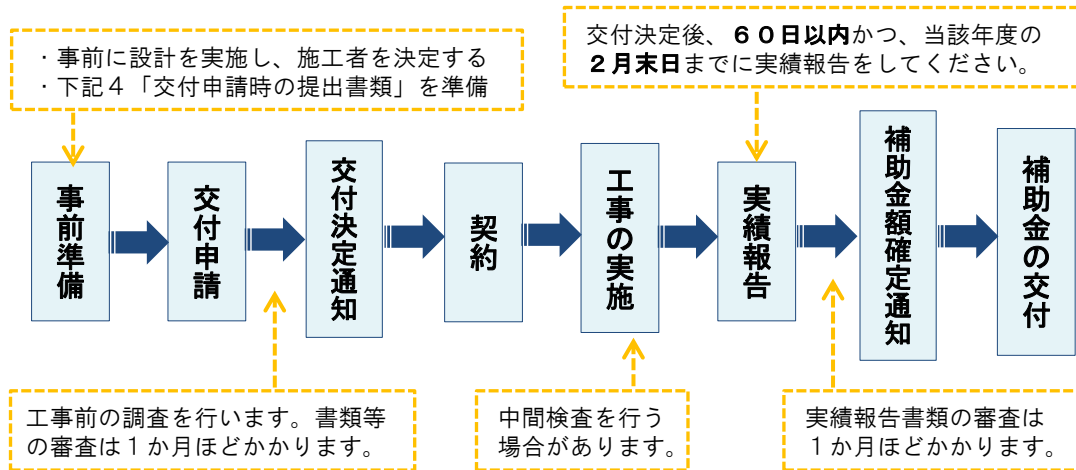 ・事前に設計を実施し、施工者を決定する
・下記４「交付申請時の提出書類」を準備
交付決定後、６０日以内かつ、当該年度の
２月末日までに実績報告をしてください。
事前準備
交付申請
交付決定通知
契約
工事の実施
実績報告
補助金額確定通知
補助金の交付
工事前の調査を行います。書類等
の審査は１か月ほどかかります。
中間検査を行う
場合があります。
実績報告書類の審査は
１か月ほどかかります。